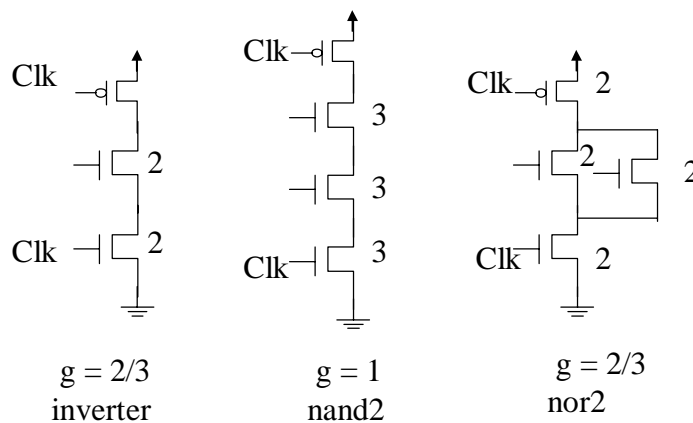 Clk
2
2
Clk
g = 2/3
inverter
Clk
3
3
Clk
3
g = 1
nand2
Clk
2
2
2
Clk
2
g = 2/3
nor2